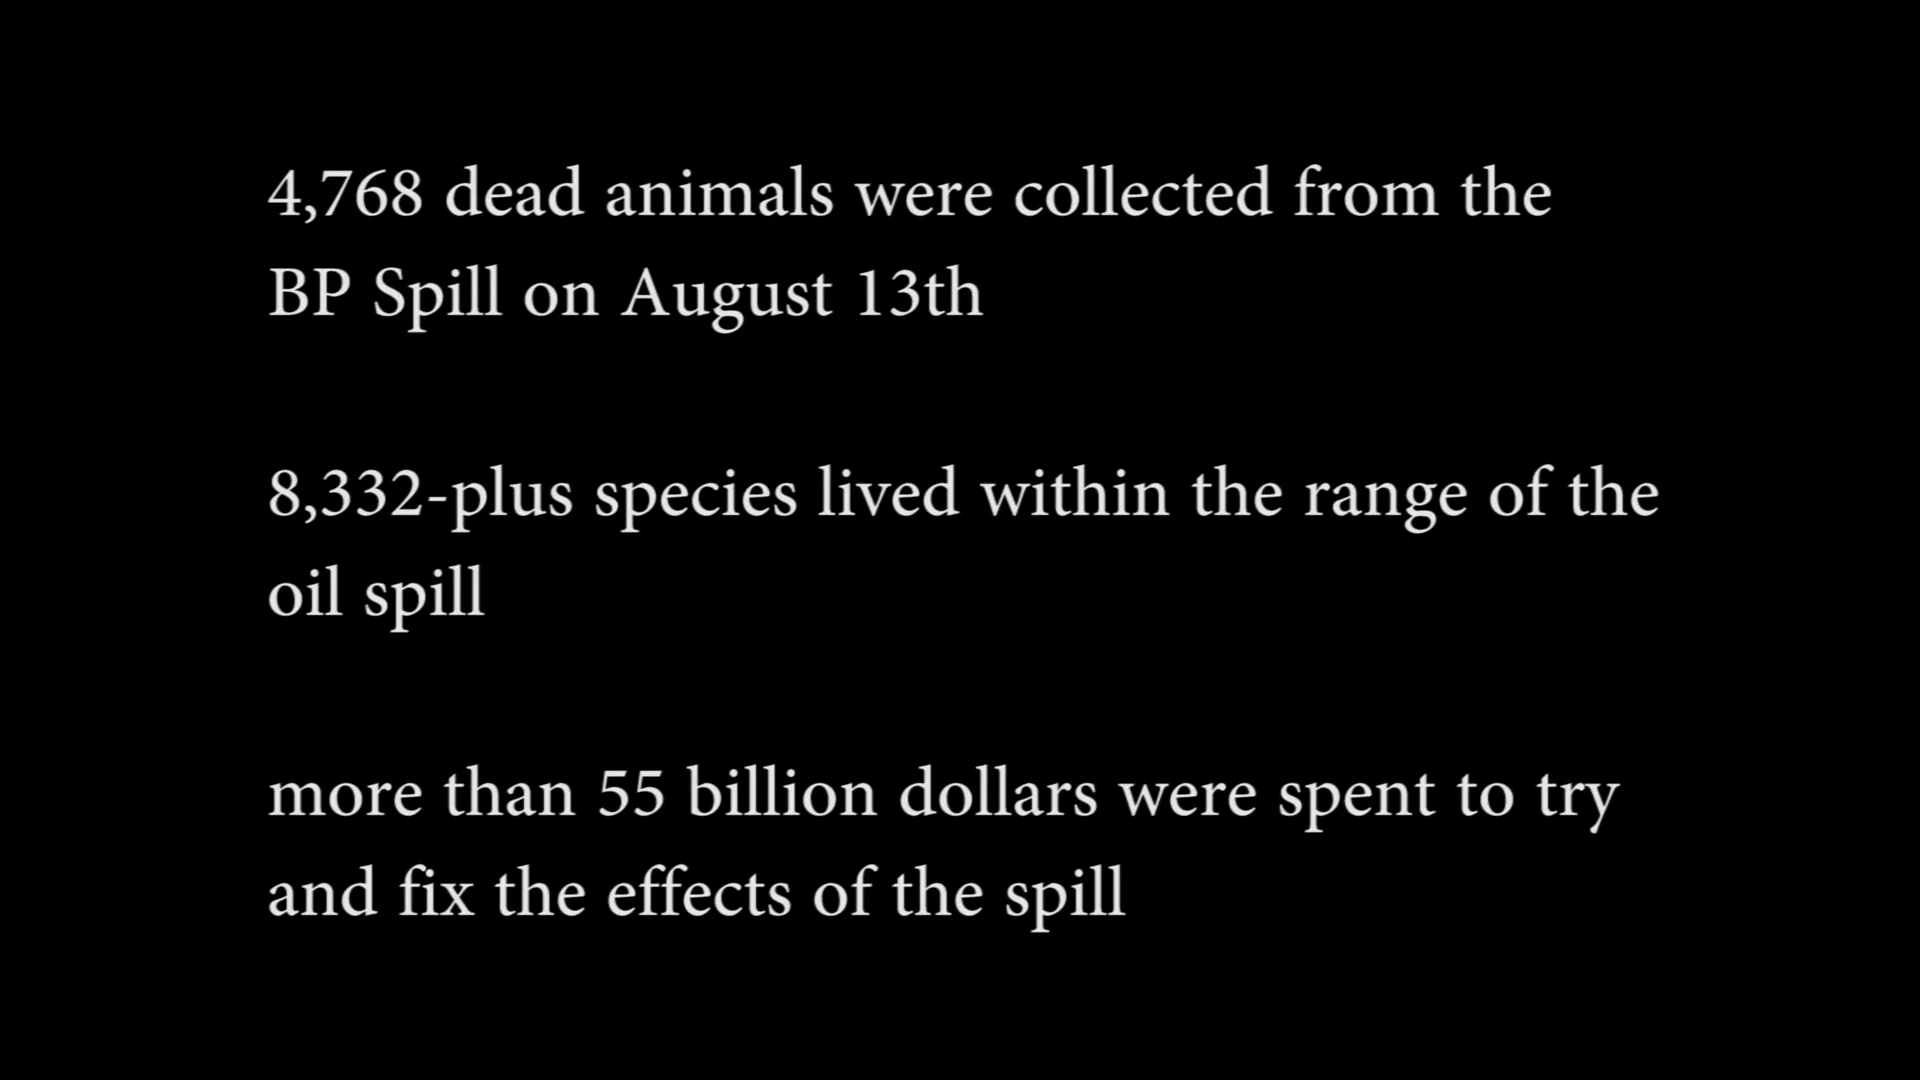 4,768 dead animals were collected from the
BP Spill on August 13th
8,332-plus species lived within the range of the
oil spill
more than 55 billion dollars were spent to try
and fix the effects of the spill